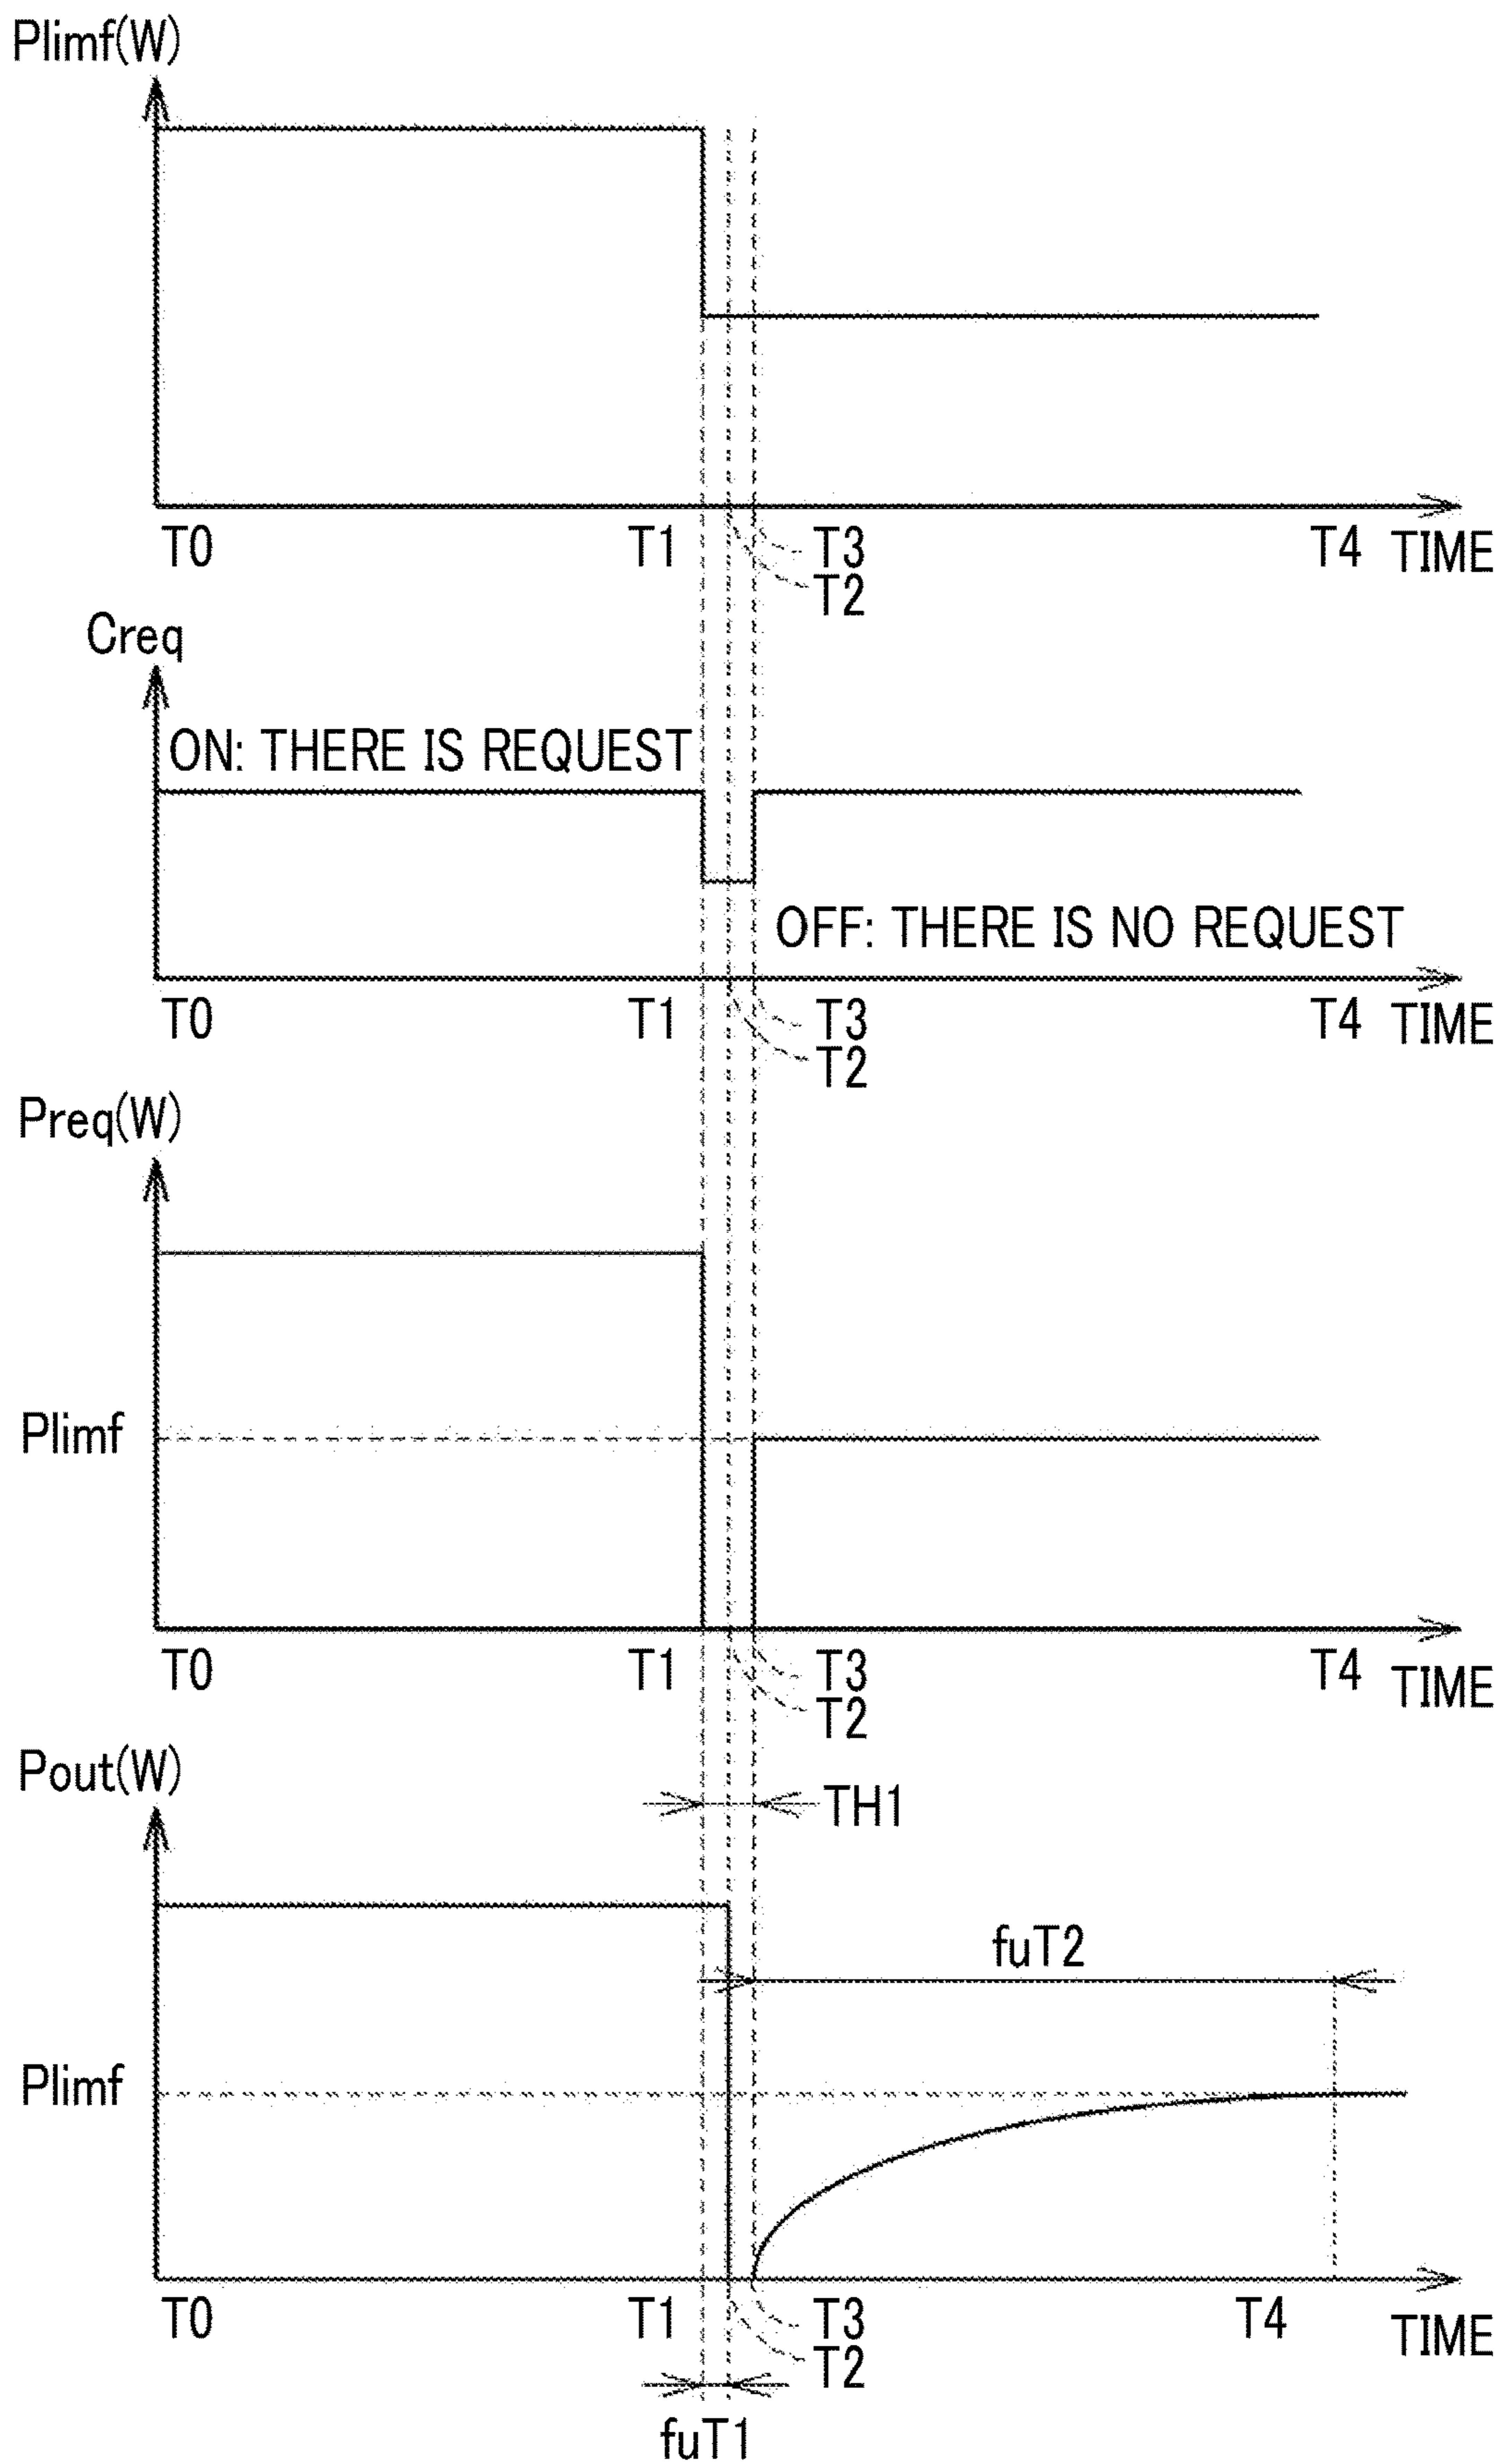 Plimf(W)
T0
T1
T3
T4
TIME
T2
Creq
ON: THERE IS REQUEST
OFF: THERE IS NO REQUEST
T0
T1
T3
T4
TIME
T2
Preq(W)
Plimf
T0
T1
T3
T4
TIME
T2
Pout(W)
TH1
fuT2
Plimf
T0
T1
T3
T4
TIME
T2
fuT1